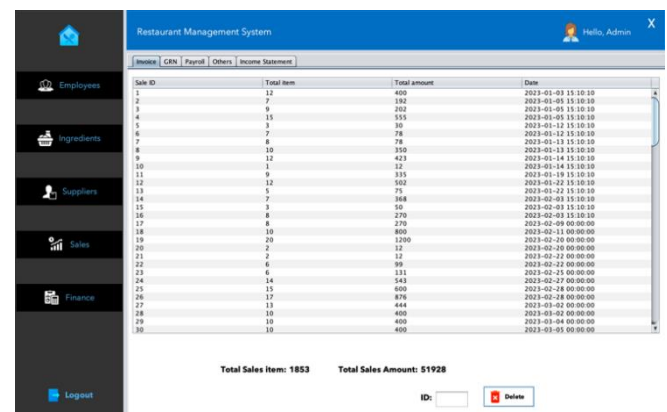 Restaurant Management System
Hello, Admin
X
Employees
Ingredients
Suppliers
Sales
Finance
Logout
Invoice GRN Payroll Others Income Statement
Sale ID Total item Total amount Date
1 12 400 2023-01-03 15:10:10
2 7 192 2023-01-05 15:10:10
3 9 202 2023-01-05 15:10:10
4 15 555 2023-01-05 15:10:10
5 3 30 2023-01-12 15:10:10
6 7 78 2023-01-12 15:10:10
7 8 78 2023-01-13 15:10:10
8 10 350 2023-01-13 15:10:10
9 12 423 2023-01-14 15:10:10
10 1 12 2023-01-14 15:10:10
11 9 335 2023-01-19 15:10:10
12 12 502 2023-01-22 15:10:10
13 5 75 2023-01-22 15:10:10
14 7 368 2023-02-03 15:10:10
15 3 50 2023-02-03 15:10:10
16 8 270 2023-02-03 15:10:10
17 8 270 2023-02-09 00:00:00
18 10 800 2023-02-11 00:00:00
19 20 1200 2023-02-20 00:00:00
20 2 12 2023-02-20 00:00:00
21 2 12 2023-02-22 00:00:00
22 6 99 2023-02-22 00:00:00
23 6 131 2023-02-25 00:00:00
24 14 543 2023-02-27 00:00:00
25 15 600 2023-02-28 00:00:00
26 17 876 2023-02-28 00:00:00
27 13 444 2023-03-02 00:00:00
28 10 400 2023-03-02 00:00:00
29 10 400 2023-03-04 00:00:00
30 10 400 2023-03-05 00:00:00
Total Sales item: 1853 Total Sales Amount: 51928
ID: Delete